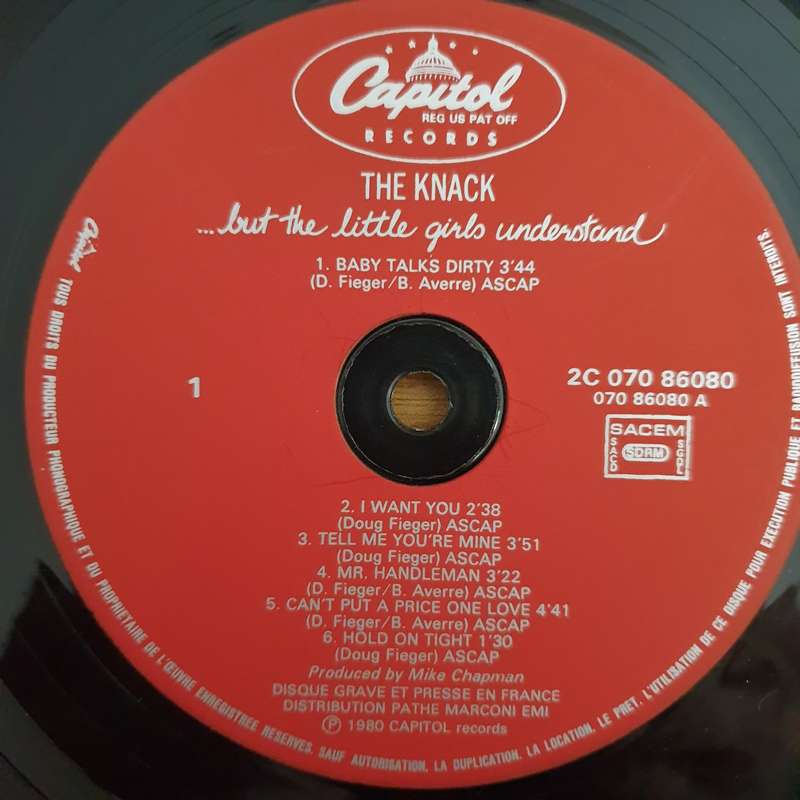 Capitol
REG US PAT OFF
RECORDS
THE KNACK
...but the little girls understand
1. BABY TALKS DIRTY 3'44
(D. Fieger/B. Averre) ASCAP
1
2C 070 86080
070 86080 A
SACEM
SACD
SDRM
SGDL
2. I WANT YOU 2'38
(Doug Fieger) ASCAP
3. TELL ME YOU'RE MINE 3'51
(Doug Fieger) ASCAP
4. MR. HANDLEMAN 3'22
(D. Fieger/B. Averre) ASCAP
5. CAN'T PUT A PRICE ONE LOVE 4'41
(D. Fieger/B. Averre) ASCAP
6. HOLD ON TIGHT 1'30
(Doug Fieger) ASCAP
Produced by Mike Chapman
DISQUE GRAVE ET PRESSE EN FRANCE
DISTRIBUTION PATHE MARCONI EMI
℗ 1980 CAPITOL records
Capitol TOUS DROITS DU PRODUCTEUR PHONOGRAPHIQUE ET DU PROPRIETAIRE DE L'ŒUVRE ENREGISTREE RESERVES. SAUF AUTORISATION, LA DUPLICATION, LA LOCATION, LE PRET, L'UTILISATION DE CE DISQUE POUR EXECUTION PUBLIQUE ET RADIODIFFUSION SONT INTERDITS.